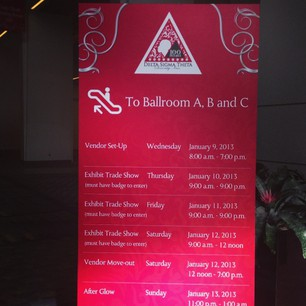 100
DELTA SIGMA THETA
To Ballroom A, B and C
Vendor Set-Up Wednesday January 9, 2013
8:00 a.m. - 7:00 p.m.
Exhibit Trade Show Thursday January 10, 2013
(must have badge to enter) 9:00 a.m. - 9:00 p.m.
Exhibit Trade Show Friday January 11, 2013
(must have badge to enter) 9:00 a.m. - 9:00 p.m.
Exhibit Trade Show Saturday January 12, 2013
(must have badge to enter) 9:00 a.m. - 12 noon
Vendor Move-out Saturday January 12, 2013
12 noon - 7:00 p.m.
After Glow Sunday January 13, 2013
11:00 p.m. - 1:00 a.m.